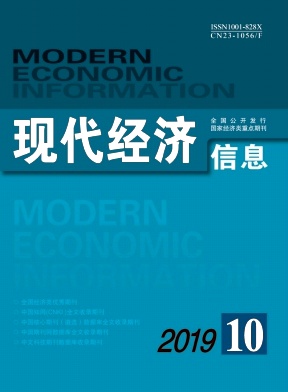 ISSN1001-828X
CN23-1056/F
MODERN
ECONOMIC
INFORMATION
全国公开发行
国家经济类重点期刊
现代经济
信息
MODERN
ECONOMIC
INFORMATION
2019 10